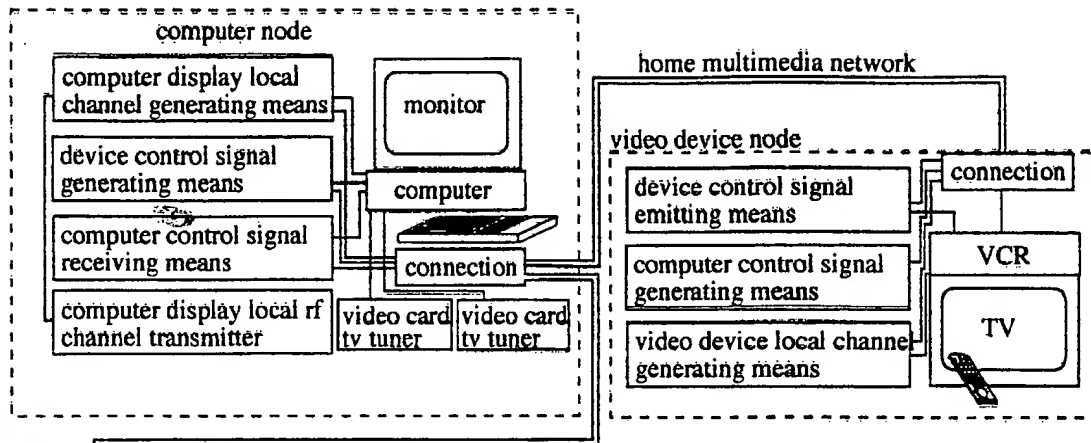 computer node
computer display local
channel generating means
device control signal
generating means
computer control signal
receiving means
computer display local rf
channel transmitter
monitor
computer
connection
video card
tv tuner
video card
tv tuner
home multimedia network
video device node
connection
device control signal
emitting means
computer control signal
generating means
video device local channel
generating means
VCR
TV